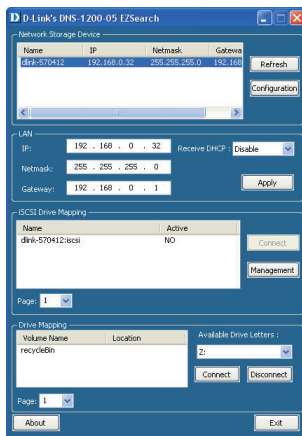 D-Link's DNS-1200-05 EZSearch
Network Storage Device
Name IP Netmask Gatewa
dlink-570412 192.168.0.32 255.255.255.0 192.168
Refresh
Configuration
LAN
IP: 192 . 168 . 0 . 32 Receive DHCP : Disable
Netmask: 255 . 255 . 255 . 0
Gateway: 192 . 168 . 0 . 1
Apply
iSCSI Drive Mapping
Name Active
dlink-570412:iscsi NO
Connect
Management
Page: 1
Drive Mapping
Volume Name Location
recycleBin
Available Drive Letters :
Z:
Connect Disconnect
Page: 1
About Exit